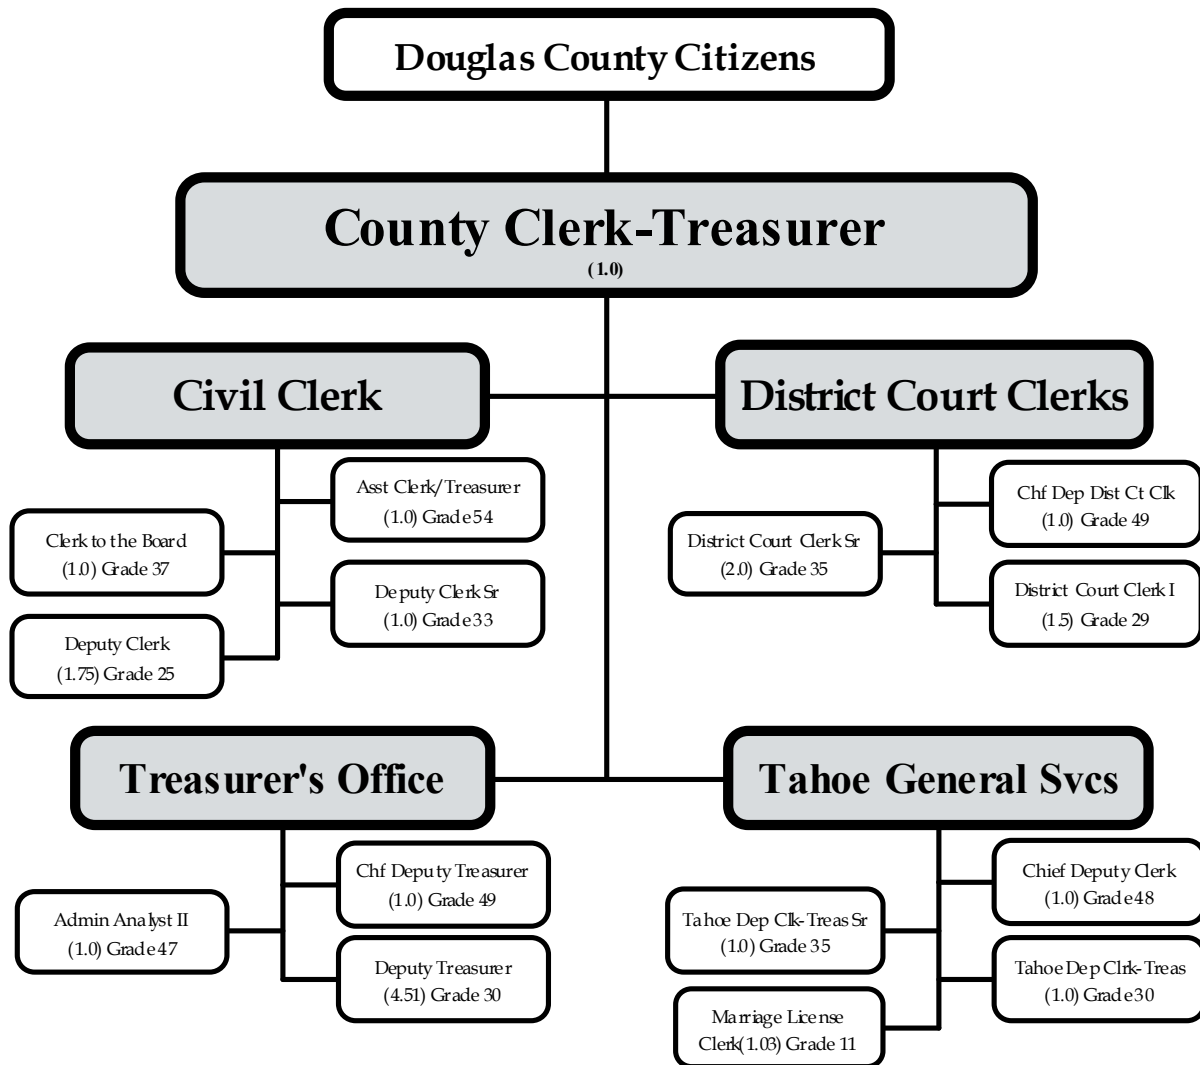 Douglas County Citizens
County Clerk-Treasurer
(1.0)
Civil Clerk
District Court Clerks
Asst Clerk/Treasurer
(1.0) Grade 54
Clerk to the Board
(1.0) Grade 37
Deputy Clerk Sr
(1.0) Grade 33
Deputy Clerk
(1.75) Grade 25
Chf Dep Dist Ct Clk
(1.0) Grade 49
District Court Clerk Sr
(2.0) Grade 35
District Court Clerk I
(1.5) Grade 29
Treasurer's Office
Tahoe General Svcs
Chf Deputy Treasurer
(1.0) Grade 49
Admin Analyst II
(1.0) Grade 47
Deputy Treasurer
(4.51) Grade 30
Chief Deputy Clerk
(1.0) Grade 48
Tahoe Dep Clk-Treas Sr
(1.0) Grade 35
Tahoe Dep Clrk-Treas
(1.0) Grade 30
Marriage License
Clerk(1.03) Grade 11